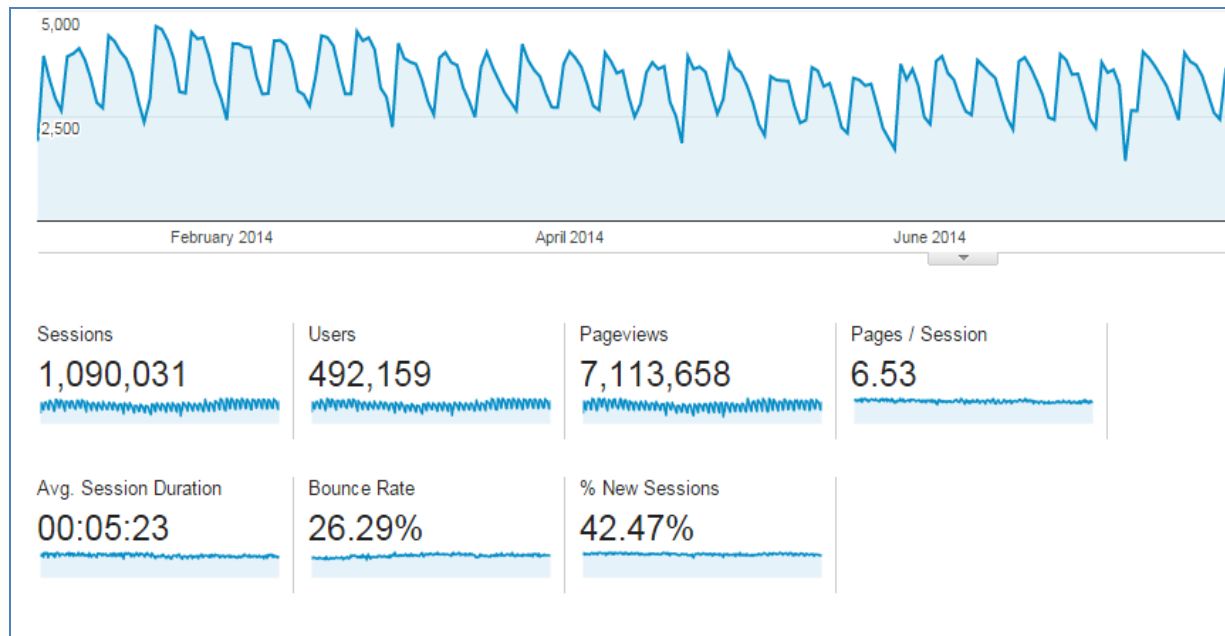 5,000
2,500
February 2014 April 2014 June 2014
Sessions Users Pageviews Pages / Session
1,090,031 492,159 7,113,658 6.53
Avg. Session Duration Bounce Rate % New Sessions
00:05:23 26.29% 42.47%